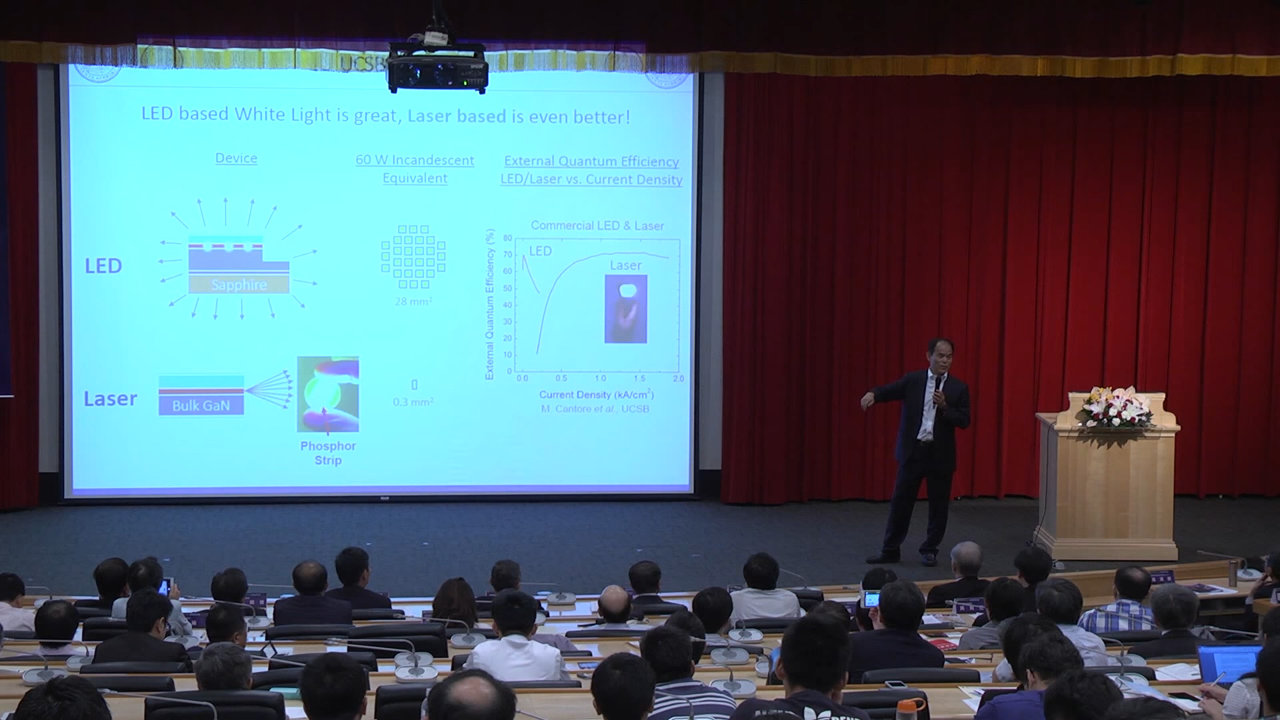 UCSB
LED based White Light is great, Laser based is even better!
Device
60 W Incandescent
Equivalent
External Quantum Efficiency
LED/Laser vs. Current Density
LED
Sapphire
28 mm²
Commercial LED & Laser
External Quantum Efficiency (%)
80
70
60
50
40
30
20
10
0
LED
Laser
0.0 0.5 1.0 1.5 2.0
Current Density (kA/cm²)
M. Cantore et al., UCSB
Laser
Bulk GaN
0.3 mm²
Phosphor
Strip